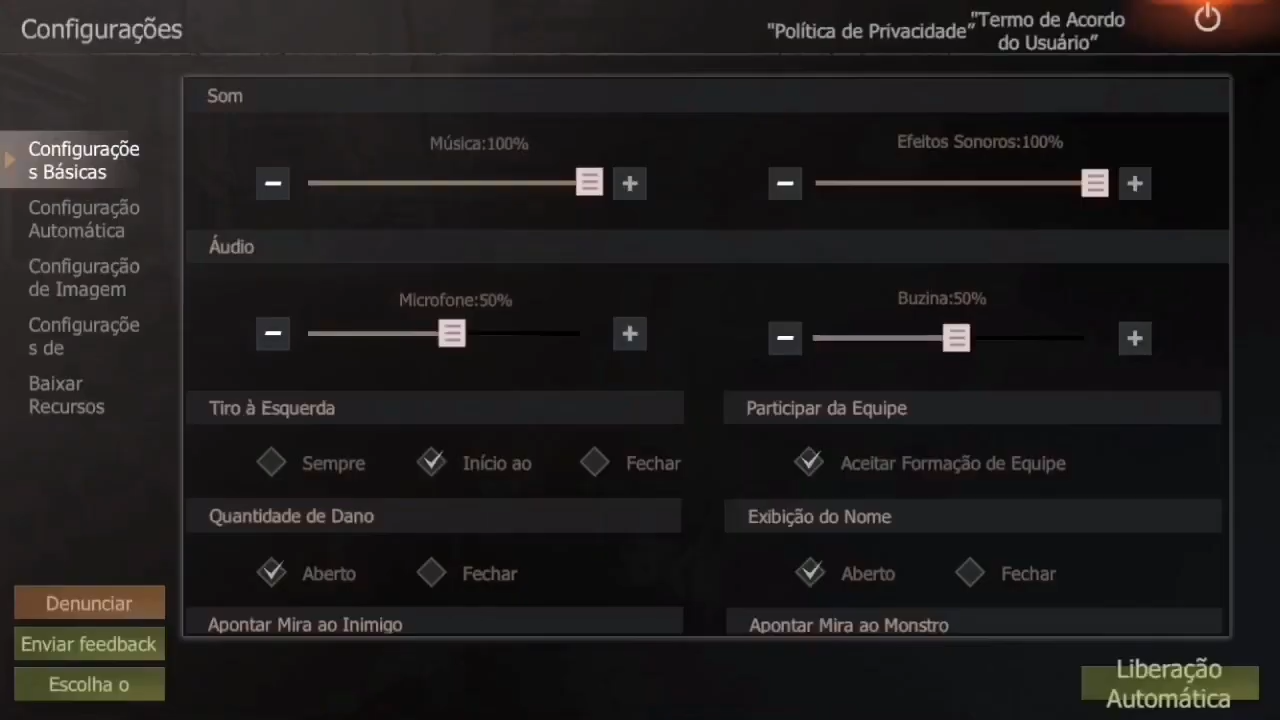 Configurações
"Política de Privacidade"
"Termo de Acordo
do Usuário"
Configuraçõe
s Básicas
Configuração
Automática
Configuração
de Imagem
Configuraçõe
s de
Baixar
Recursos
Denunciar
Enviar feedback
Escolha o
Som
Música:100%
Efeitos Sonoros:100%
Áudio
Microfone:50%
Buzina:50%
Tiro à Esquerda
Participar da Equipe
Sempre
Início ao
Fechar
Aceitar Formação de Equipe
Quantidade de Dano
Exibição do Nome
Aberto
Fechar
Aberto
Fechar
Apontar Mira ao Inimigo
Apontar Mira ao Monstro
Liberação
Automática